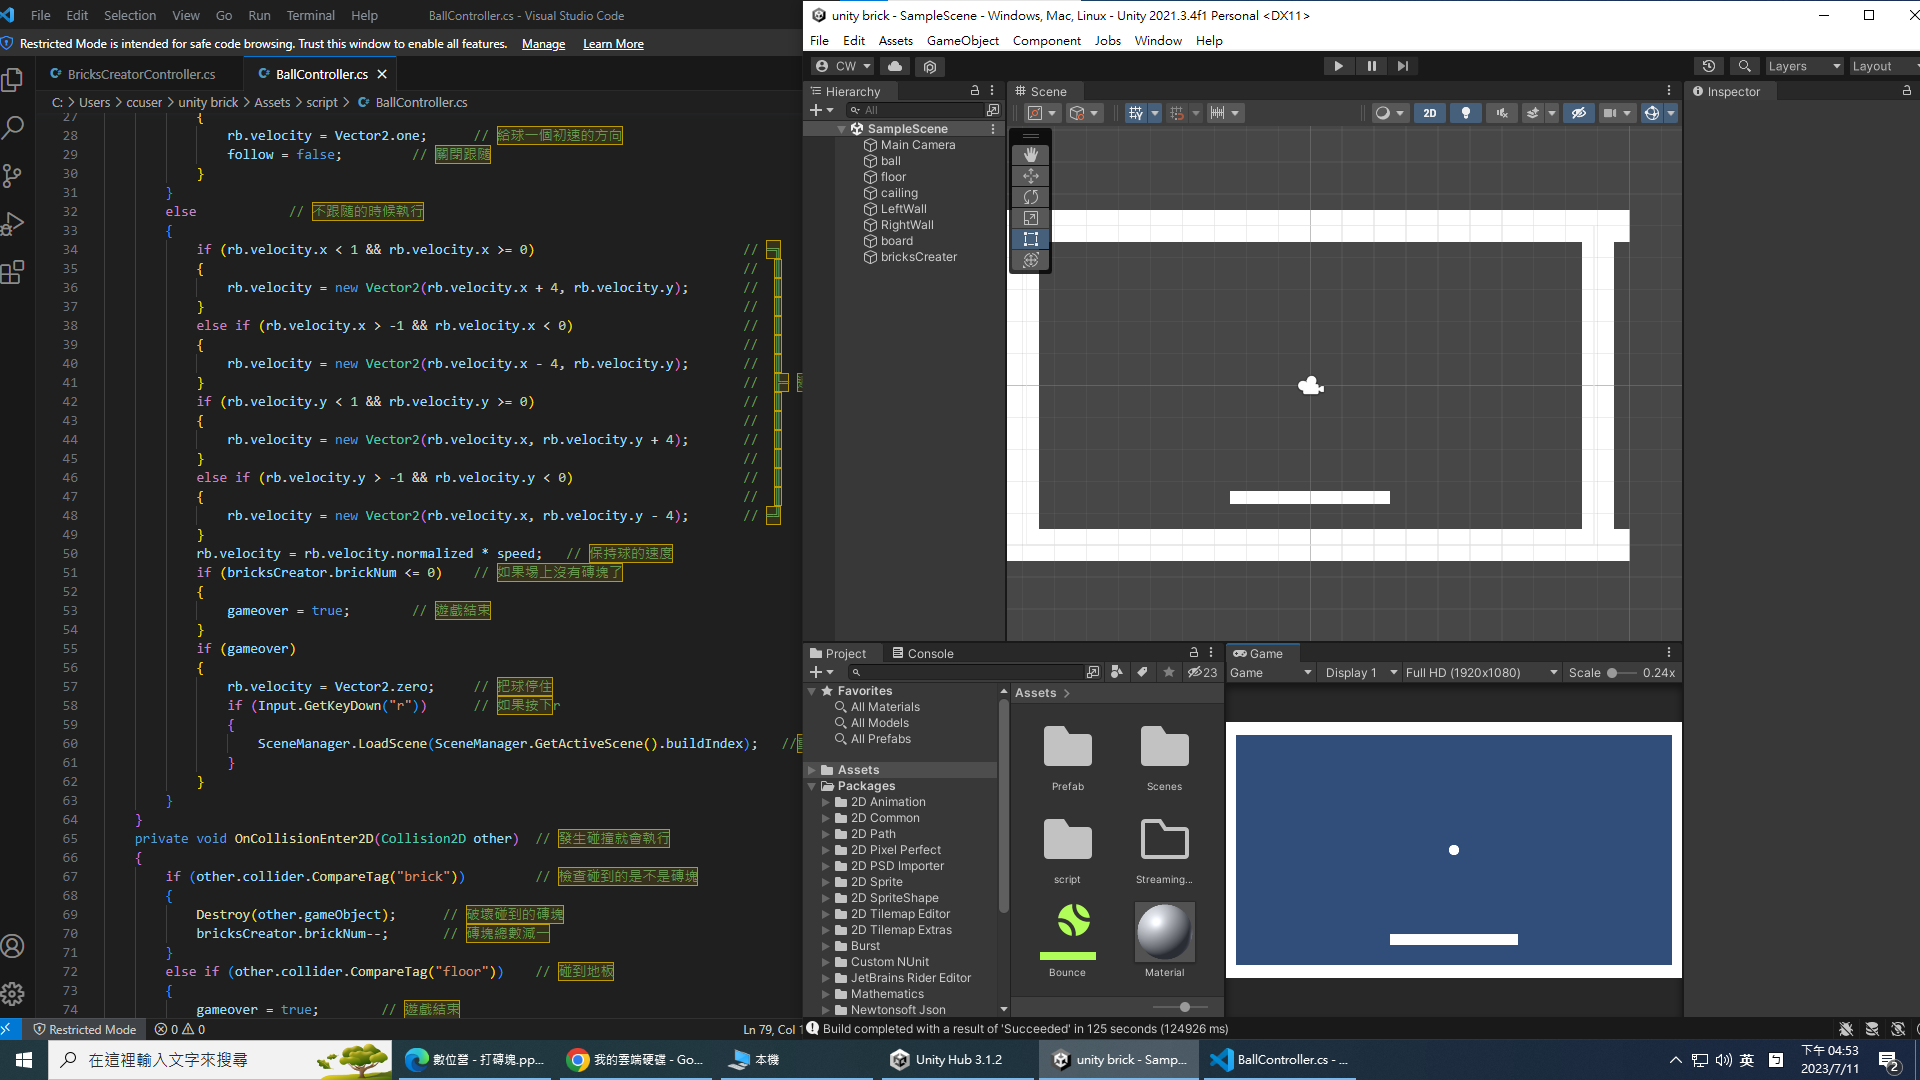 File Edit Selection View Go Run Terminal Help BallController.cs - Visual Studio Code
Restricted Mode is intended for safe code browsing. Trust this window to enable all features. Manage Learn More
BricksCreatorController.cs BallController.cs
C: > Users > ccuser > unity brick > Assets > script > BallController.cs
27 {
28 rb.velocity = Vector2.one; // 給球一個初速的方向
29 follow = false; // 關閉跟隨
30 }
31 }
32 else // 不跟隨的時候執行
33 {
34 if (rb.velocity.x < 1 && rb.velocity.x >= 0) // ╗
35 { // ║
36 rb.velocity = new Vector2(rb.velocity.x + 4, rb.velocity.y); // ║
37 } // ║
38 else if (rb.velocity.x > -1 && rb.velocity.x < 0) // ║
39 { // ║
40 rb.velocity = new Vector2(rb.velocity.x - 4, rb.velocity.y); // ║
41 } // ╠
42 if (rb.velocity.y < 1 && rb.velocity.y >= 0) // ║
43 { // ║
44 rb.velocity = new Vector2(rb.velocity.x, rb.velocity.y + 4); // ║
45 } // ║
46 else if (rb.velocity.y > -1 && rb.velocity.y < 0) // ║
47 { // ║
48 rb.velocity = new Vector2(rb.velocity.x, rb.velocity.y - 4); // ╝
49 }
50 rb.velocity = rb.velocity.normalized * speed; // 保持球的速度
51 if (bricksCreator.brickNum <= 0) // 如果場上沒有磚塊了
52 {
53 gameover = true; // 遊戲結束
54 }
55 if (gameover)
56 {
57 rb.velocity = Vector2.zero; // 把球停住
58 if (Input.GetKeyDown("r")) // 如果按下r
59 {
60 SceneManager.LoadScene(SceneManager.GetActiveScene().buildIndex); //
61 }
62 }
63 }
64 }
65 private void OnCollisionEnter2D(Collision2D other) // 發生碰撞就會執行
66 {
67 if (other.collider.CompareTag("brick")) // 檢查碰到的是不是磚塊
68 {
69 Destroy(other.gameObject); // 破壞碰到的磚塊
70 bricksCreator.brickNum--; // 磚塊總數減一
71 }
72 else if (other.collider.CompareTag("floor")) // 碰到地板
73 {
74 gameover = true; // 遊戲結束
Restricted Mode 0 0 Ln 79, Col 1
unity brick - SampleScene - Windows, Mac, Linux - Unity 2021.3.4f1 Personal <DX11>
File Edit Assets GameObject Component Jobs Window Help
CW Layers Layout
Hierarchy
All
SampleScene
Main Camera
ball
floor
cailing
LeftWall
RightWall
board
bricksCreater
Scene
2D
Inspector
Project Console
23
Favorites
All Materials
All Models
All Prefabs
Assets
Packages
2D Animation
2D Common
2D Path
2D Pixel Perfect
2D PSD Importer
2D Sprite
2D SpriteShape
2D Tilemap Editor
2D Tilemap Extras
Burst
Custom NUnit
JetBrains Rider Editor
Mathematics
Newtonsoft Json
Assets >
Prefab Scenes
script Streaming...
Bounce Material
Game
Game Display 1 Full HD (1920x1080) Scale 0.24x
Build completed with a result of 'Succeeded' in 125 seconds (124926 ms)
在這裡輸入文字來搜尋 數位營 - 打磚塊.pp... 我的雲端硬碟 - Go... 本機 Unity Hub 3.1.2 unity brick - Samp... BallController.cs - ... 英 下午 04:53
2023/7/11 2